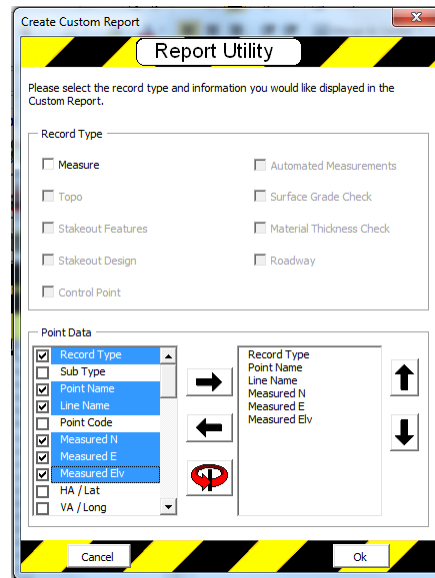 Create Custom Report
Report Utility
Please select the record type and information you would like displayed in the
Custom Report.
Record Type
Measure
Automated Measurements
Topo
Surface Grade Check
Stakeout Features
Material Thickness Check
Stakeout Design
Roadway
Control Point
Point Data
Record Type
Sub Type
Point Name
Line Name
Point Code
Measured N
Measured E
Measured Elv
HA / Lat
VA / Long
Record Type
Point Name
Line Name
Measured N
Measured E
Measured Elv
Cancel
Ok